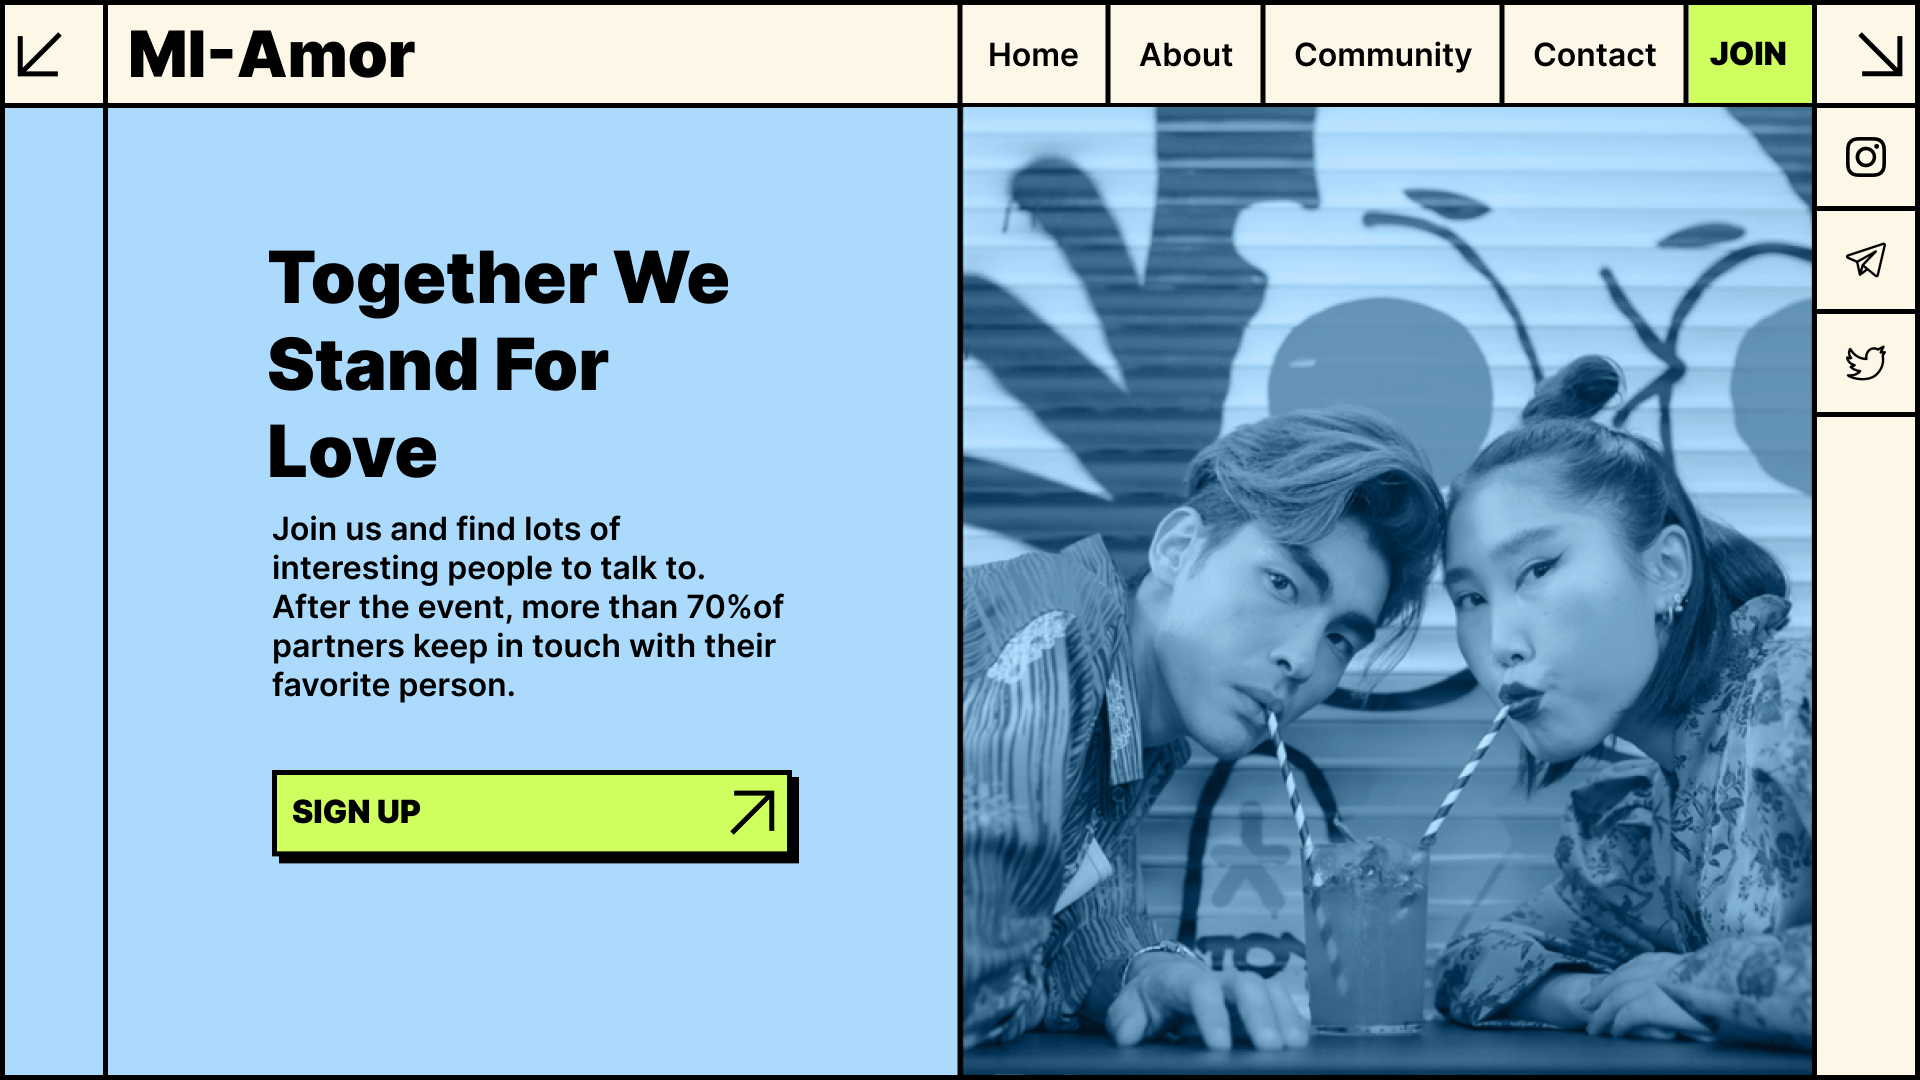 MI-Amor
Home
About
Community
Contact
JOIN
Together We
Stand For
Love
Join us and find lots of
interesting people to talk to.
After the event, more than 70%of
partners keep in touch with their
favorite person.
SIGN UP